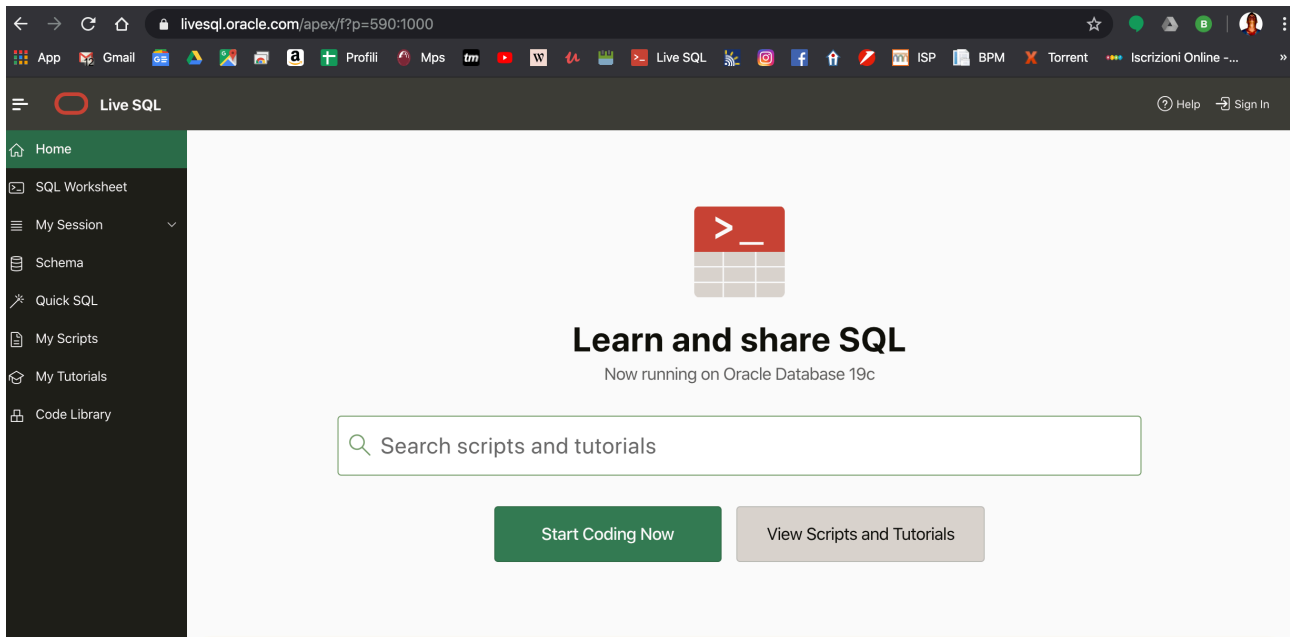 livesql.oracle.com/apex/f?p=590:1000
B
App Gmail GE a Profili Mps tm W Live SQL ISP BPM Torrent Iscrizioni Online -... »
Live SQL
Help Sign In
Home
SQL Worksheet
My Session
Schema
Quick SQL
My Scripts
My Tutorials
Code Library
>_
Learn and share SQL
Now running on Oracle Database 19c
Search scripts and tutorials
Start Coding Now View Scripts and Tutorials